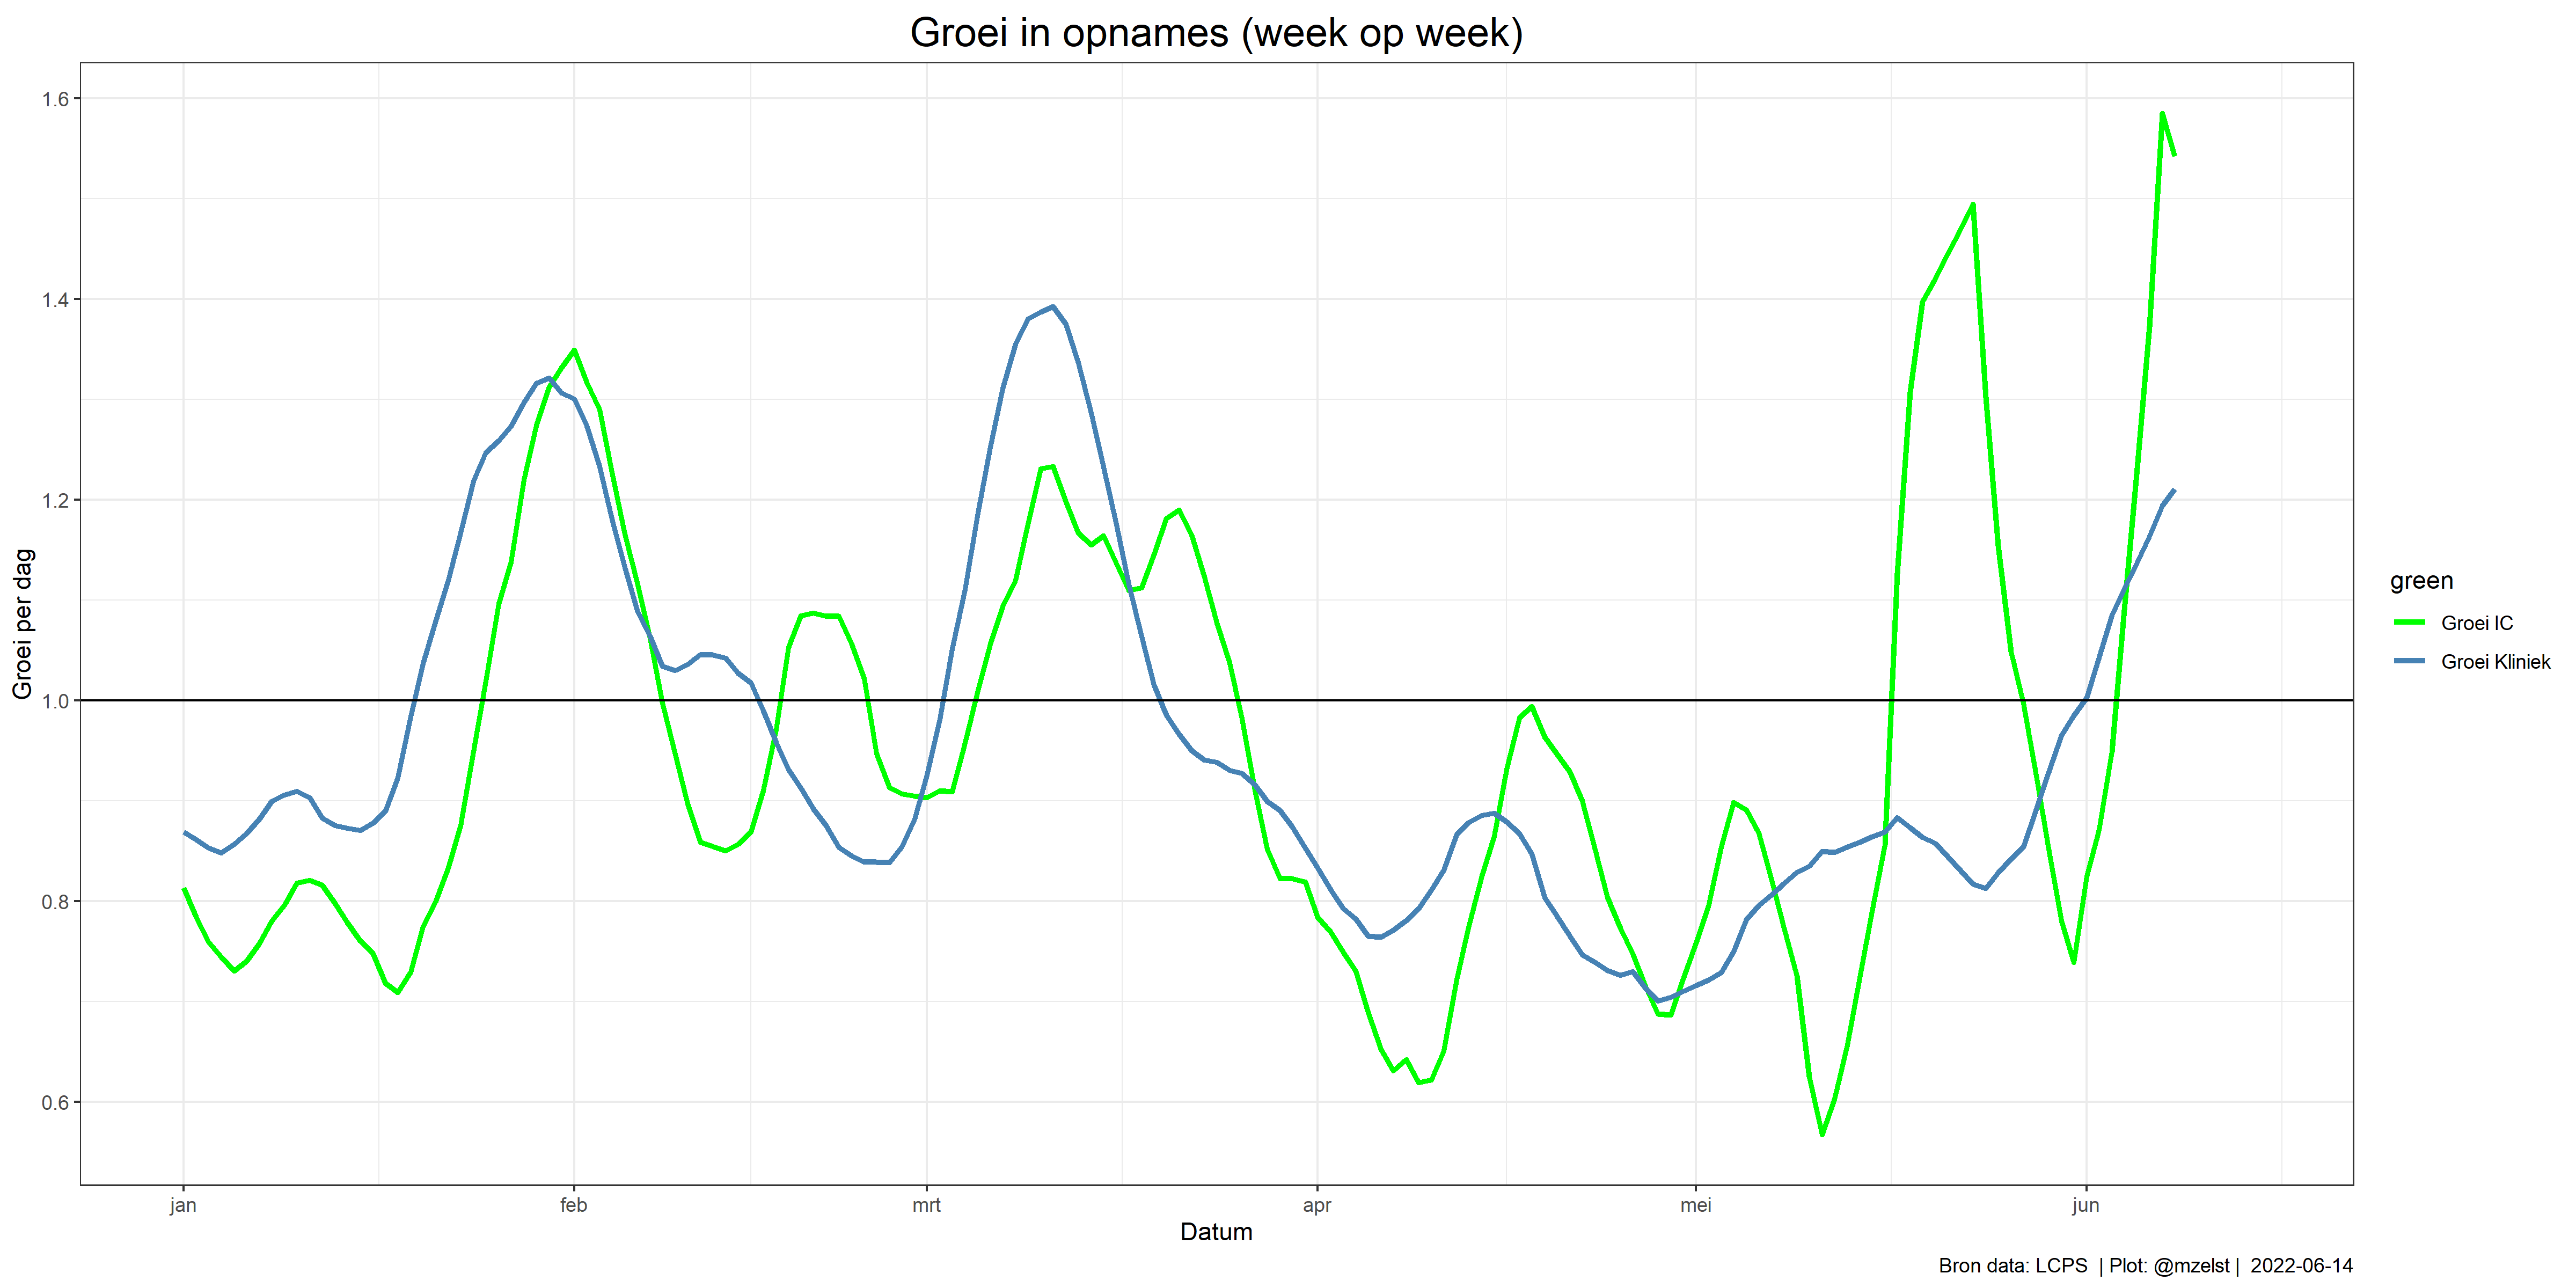 Groei in opnames (week op week)
Groei per dag
1.6
1.4
1.2
1.0
0.8
0.6
jan feb mrt apr mei jun
Datum
green
Groei IC
Groei Kliniek
Bron data: LCPS | Plot: @mzelst | 2022-06-14